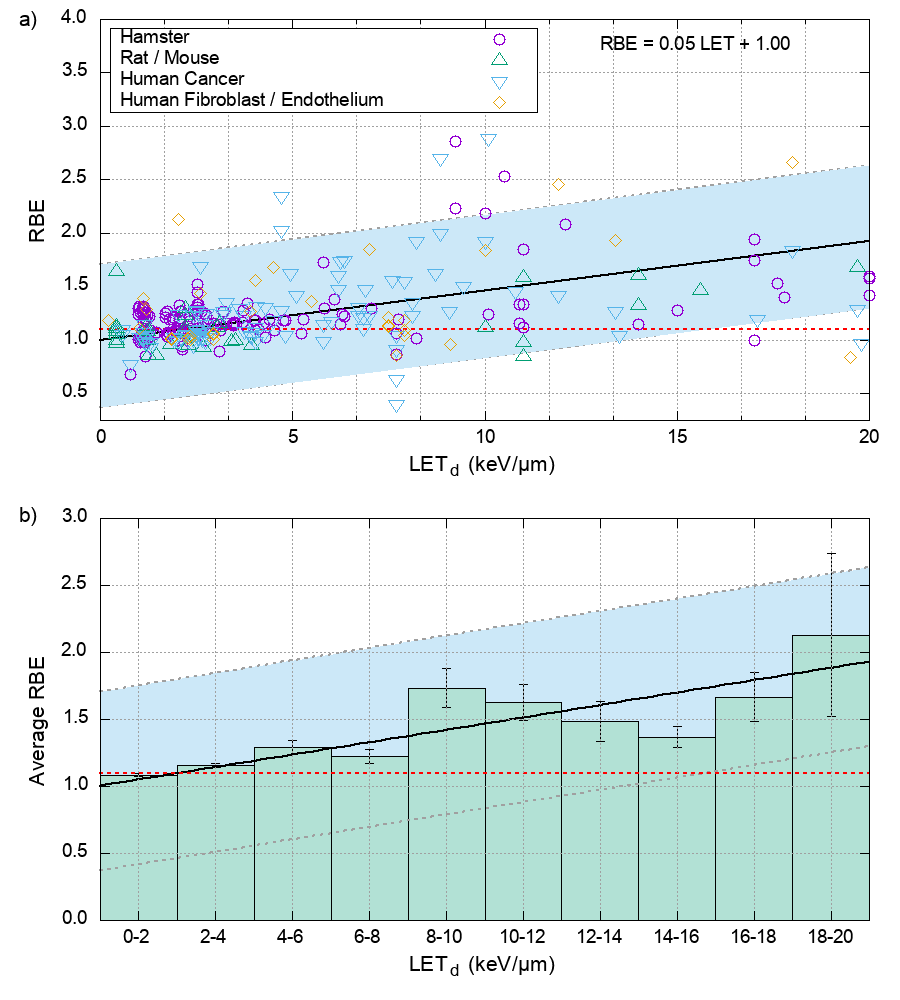 a)
4.0
3.5
3.0
2.5
2.0
1.5
1.0
0.5
RBE
Hamster
Rat / Mouse
Human Cancer
Human Fibroblast / Endothelium
RBE = 0.05 LET + 1.00
0 5 10 15 20
LETd (keV/µm)
b)
3.0
2.5
2.0
1.5
1.0
0.5
0.0
Average RBE
0-2 2-4 4-6 6-8 8-10 10-12 12-14 14-16 16-18 18-20
LETd (keV/µm)